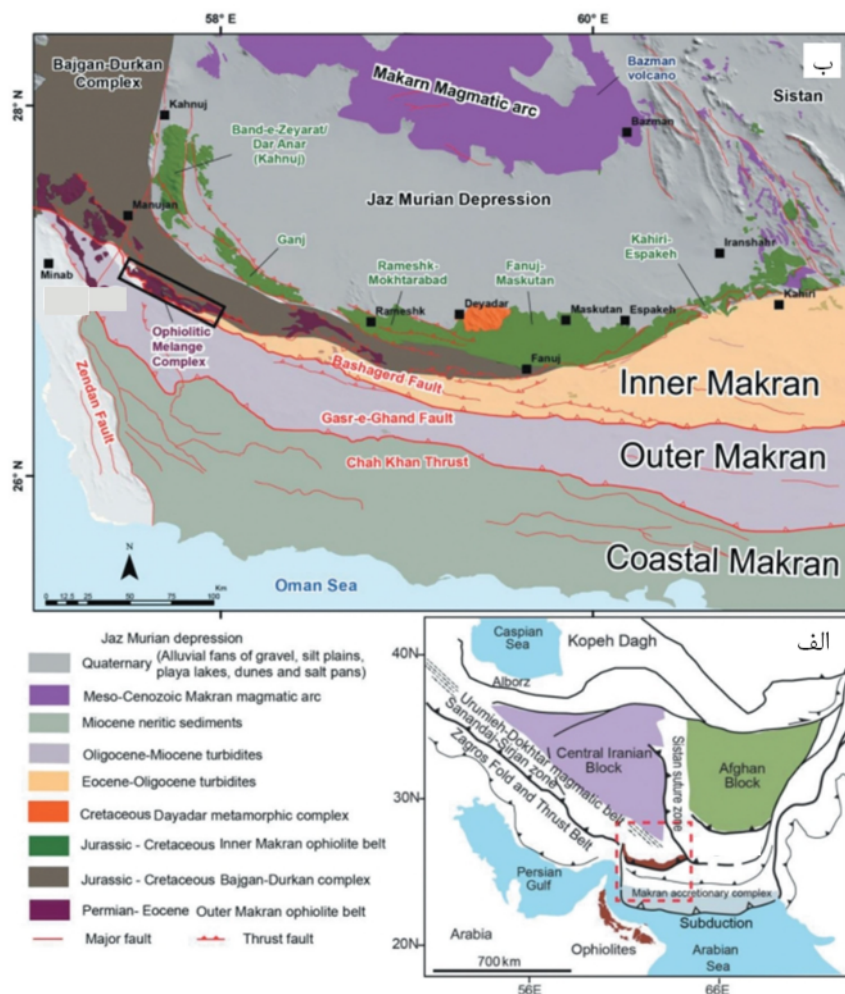 58° E
60° E
28° N
26° N
ب
Bajgan-Durkan
Complex
Kahnuj
Band-e-Zeyarat/
Dar Anar
(Kahnuj)
Makarn Magmatic arc
Bazman
volcano
Sistan
Bazman
Manujan
Jaz Murian Depression
Ganj
Minab
Rameshk-
Mokhtarabad
Fanuj-
Maskutan
Kahiri-
Espakeh
Iranshahr
Rameshk
Deyadar
Maskutan
Espakeh
Kahiri
Ophiolitic
Melange
Complex
Fanuj
Bashagerd Fault
Inner Makran
Zendan Fault
Gasr-e-Ghand Fault
Outer Makran
Chah Khan Thrust
Coastal Makran
N
Oman Sea
0 12.5 25 50 75 100
Km
Jaz Murian depression
Quaternary (Alluvial fans of gravel, silt plains,
playa lakes, dunes and salt pans)
Meso-Cenozoic Makran magmatic arc
Miocene neritic sediments
Oligocene-Miocene turbidites
Eocene-Oligocene turbidites
Cretaceous Dayadar metamorphic complex
Jurassic - Cretaceous Inner Makran ophiolite belt
Jurassic-Cretaceous Bajgan-Durkan complex
Permian- Eocene Outer Makran ophiolite belt
Major fault
Thrust fault
الف
40N
30N
20N
Caspian
Sea
Kopeh Dagh
Alborz
Urumieh-Dokhtar magmatic belt
Sanandaj-Sirjan zone
Zagros Fold and Thrust Belt
Central Iranian
Block
Sistan suture zone
Afghan
Block
Persian
Gulf
Makran accretionary complex
Subduction
Arabia
Ophiolites
Arabian
Sea
700 km
56E
66E